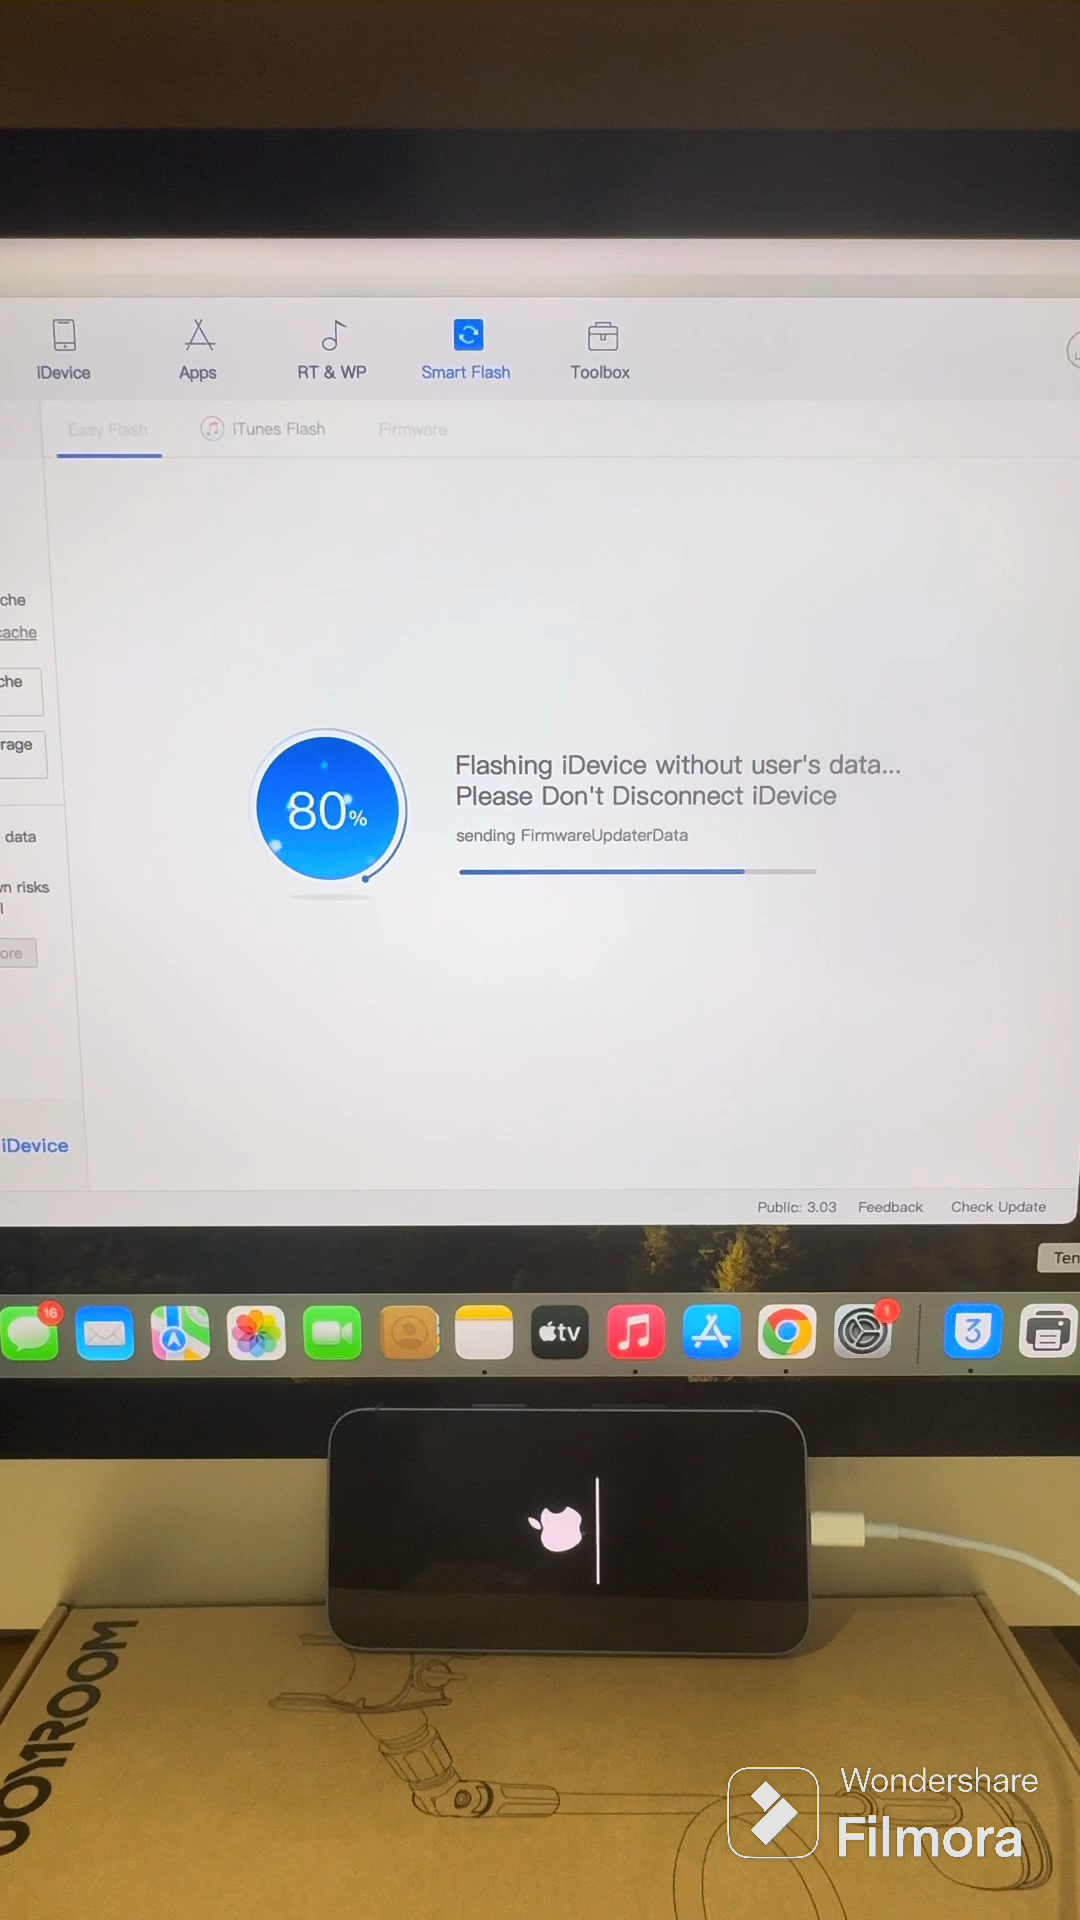 iDevice
Apps
RT & WP
Smart Flash
Toolbox
Easy Flash
iTunes Flash
Firmware
che
cache
che
rage
data
vn risks
ore
iDevice
80%
Flashing iDevice without user's data...
Please Don't Disconnect iDevice
sending FirmwareUpdaterData
Public: 3.03
Feedback
Check Update
Ten
16
tv
1
3
JOYROOM
Wondershare
Filmora